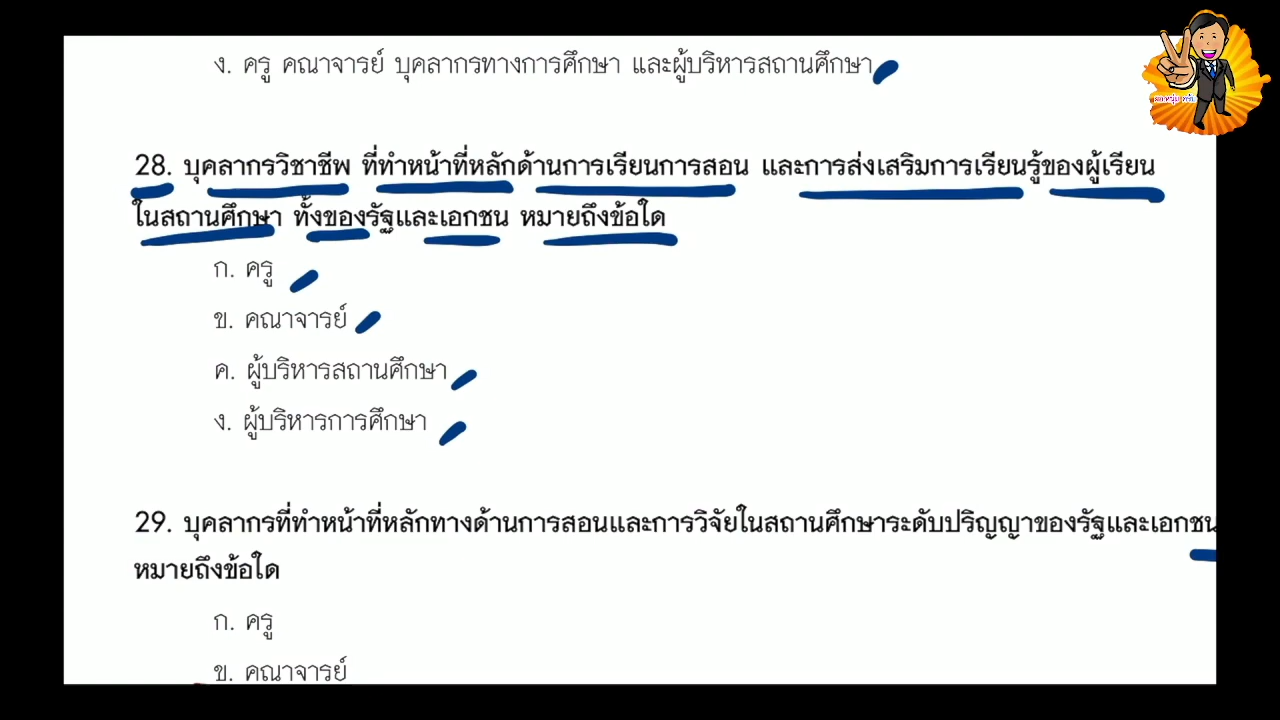 ง. ครู คณาจารย์ บุคลากรทางการศึกษา และผู้บริหารสถานศึกษา
28. บุคลากรวิชาชีพ ที่ทำหน้าที่หลักด้านการเรียนการสอน และการส่งเสริมการเรียนรู้ของผู้เรียน
ในสถานศึกษา ทั้งของรัฐและเอกชน หมายถึงข้อใด
ก. ครู
ข. คณาจารย์
ค. ผู้บริหารสถานศึกษา
ง. ผู้บริหารการศึกษา
29. บุคลากรที่ทำหน้าที่หลักทางด้านการสอนและการวิจัยในสถานศึกษาระดับปริญญาของรัฐและเอกชน
หมายถึงข้อใด
ก. ครู
ข. คณาจารย์